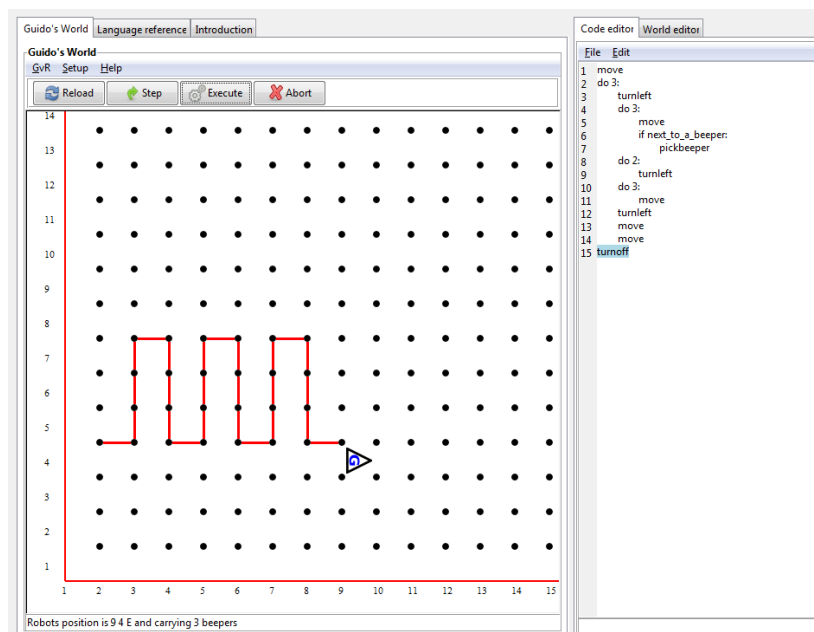 Guido's World Language reference Introduction
Guido's World
GvR Setup Help
Reload Step Execute Abort
14
13
12
11
10
9
8
7
6
5
4
3
2
1
G
1 2 3 4 5 6 7 8 9 10 11 12 13 14 15
Robots position is 9 4 E and carrying 3 beepers
Code editor World editor
File Edit
1 move
2 do 3:
3 turnleft
4 do 3:
5 move
6 if next_to_a_beeper:
7 pickbeeper
8 do 2:
9 turnleft
10 do 3:
11 move
12 turnleft
13 move
14 move
15 turnoff